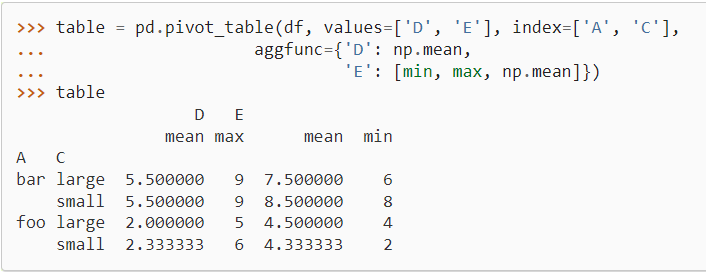 >>> table = pd.pivot_table(df, values=['D', 'E'], index=['A', 'C'],
...                     aggfunc={'D': np.mean,
...                              'E': [min, max, np.mean]})
>>> table
                  D    E
               mean  max      mean  min
A   C
bar large  5.500000    9  7.500000    6
    small  5.500000    9  8.500000    8
foo large  2.000000    5  4.500000    4
    small  2.333333    6  4.333333    2